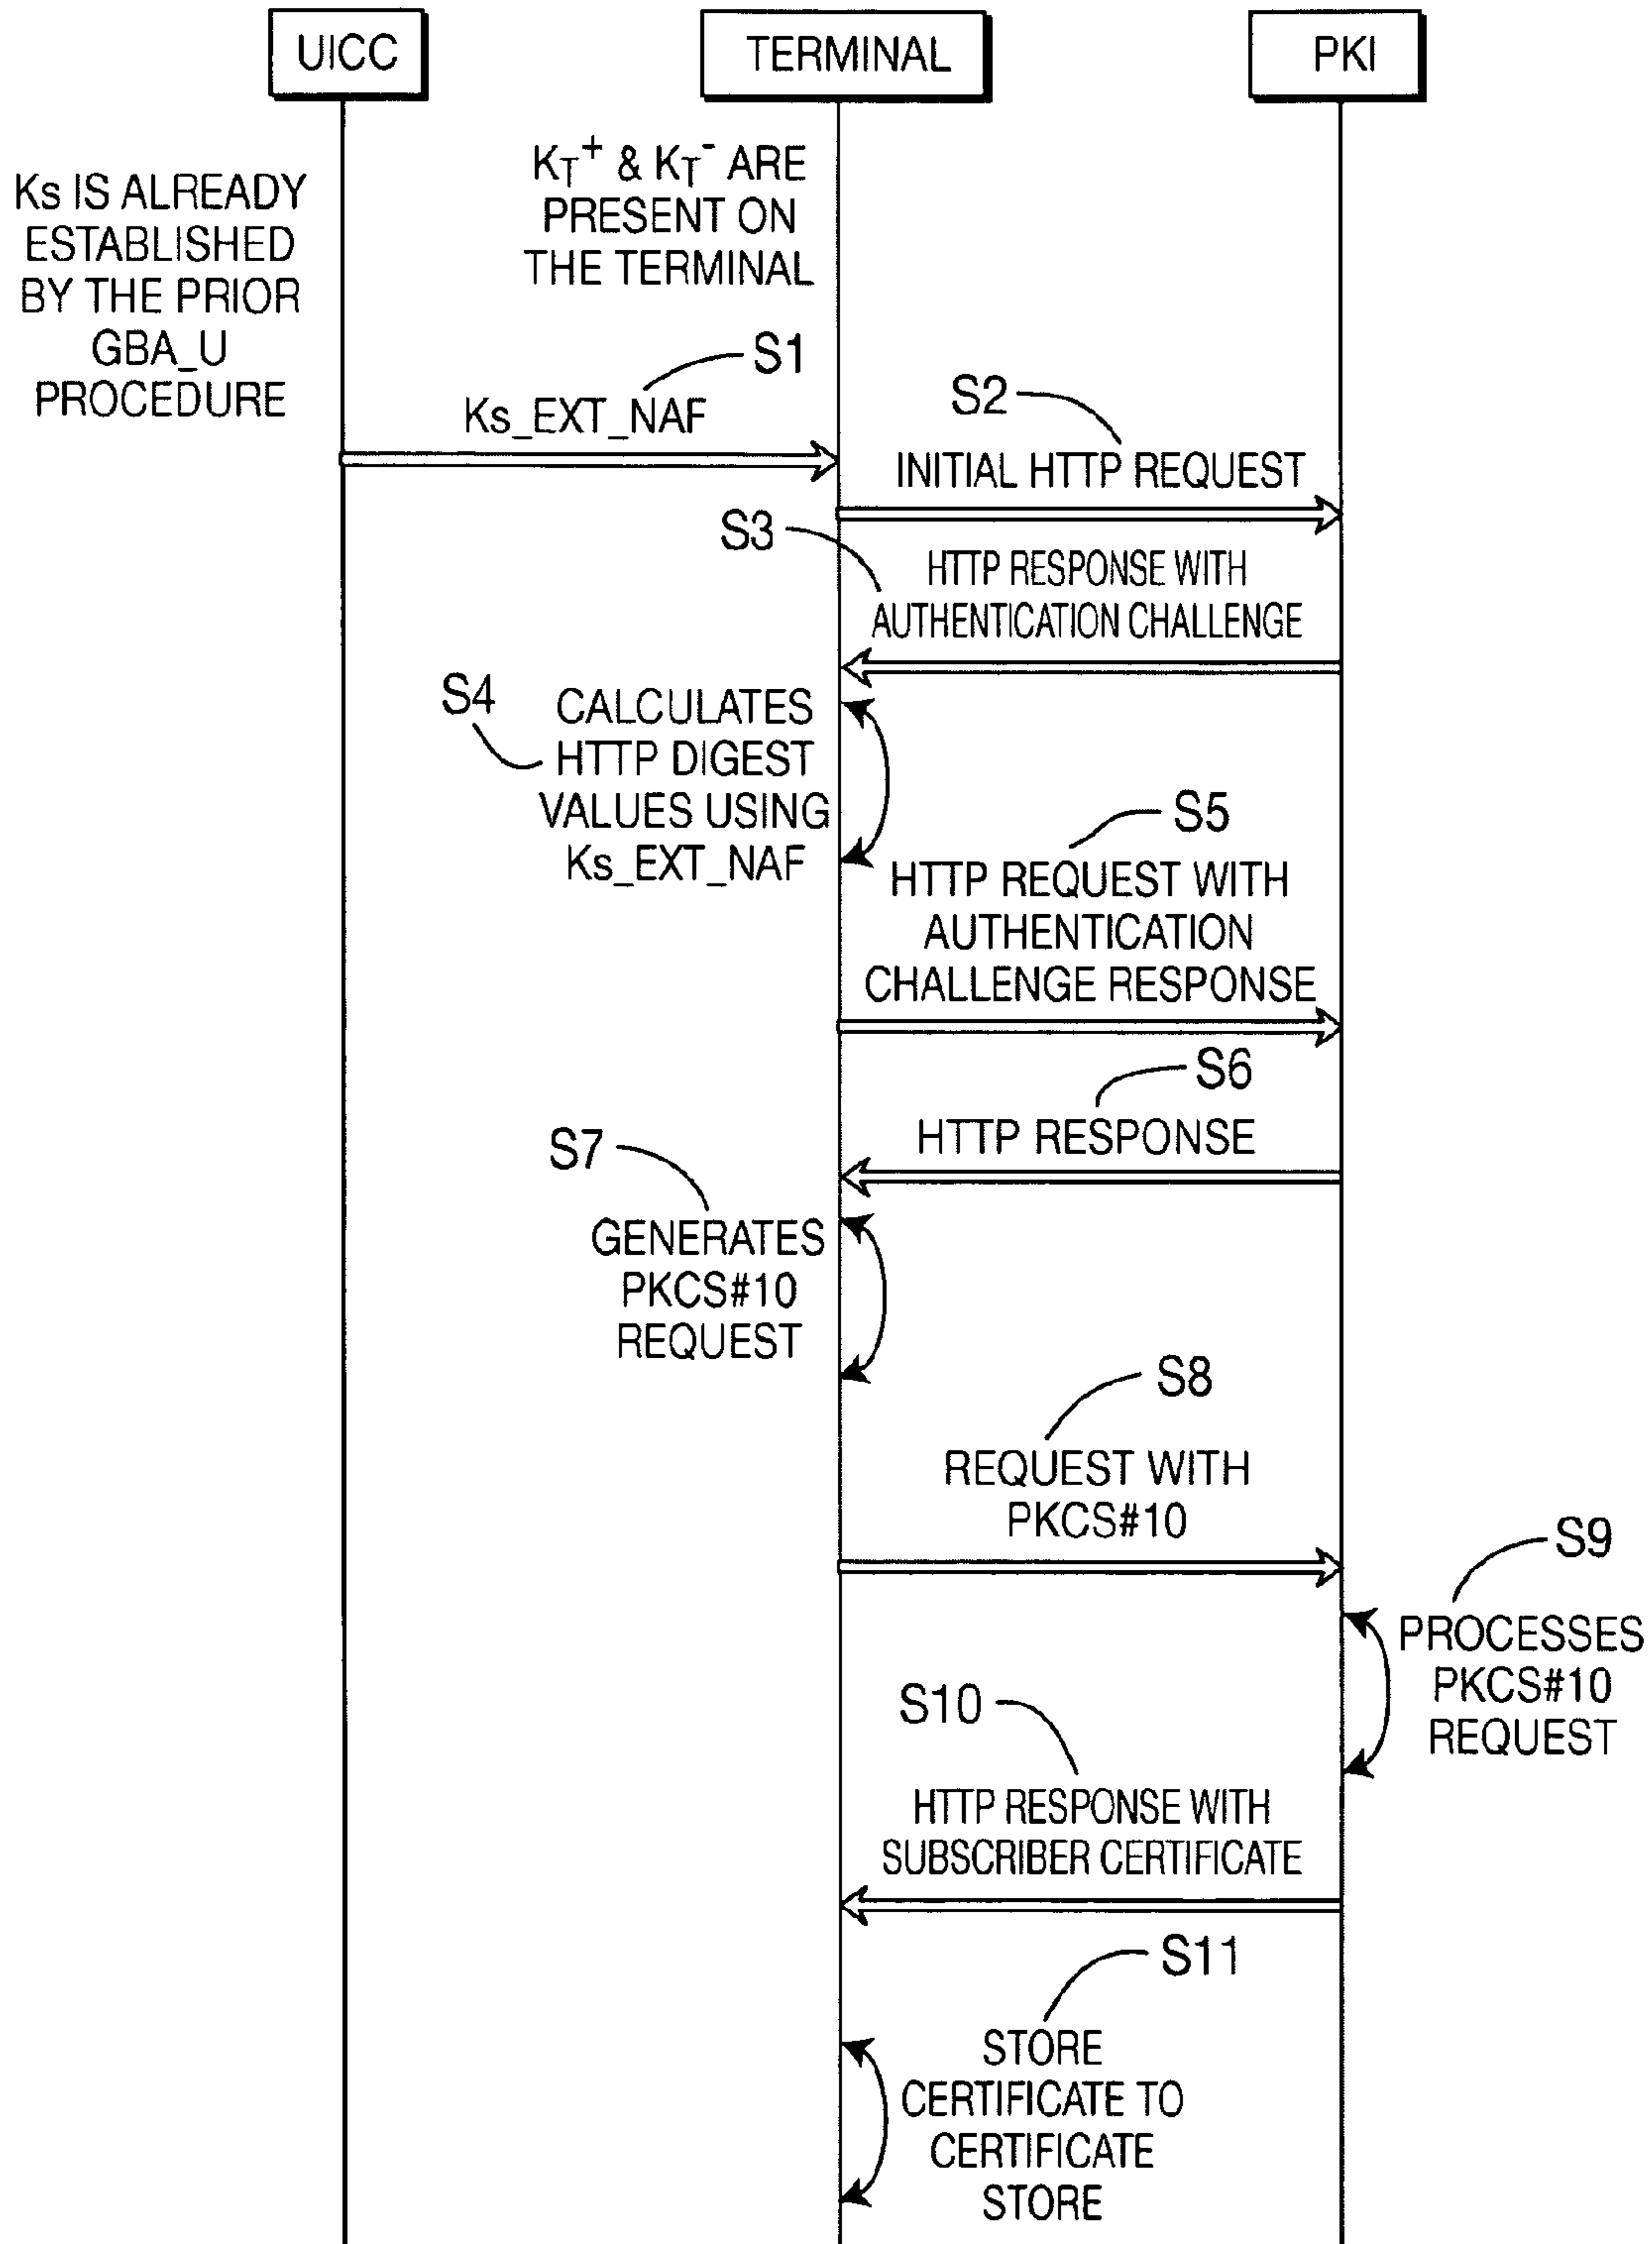 UICC
TERMINAL
PKI
Ks IS ALREADY
ESTABLISHED
BY THE PRIOR
GBA_U
PROCEDURE
KT+ & KT- ARE
PRESENT ON
THE TERMINAL
S1
Ks_EXT_NAF
S2
INITIAL HTTP REQUEST
S3
HTTP RESPONSE WITH
AUTHENTICATION CHALLENGE
S4
CALCULATES
HTTP DIGEST
VALUES USING
Ks_EXT_NAF
S5
HTTP REQUEST WITH
AUTHENTICATION
CHALLENGE RESPONSE
S6
HTTP RESPONSE
S7
GENERATES
PKCS#10
REQUEST
S8
REQUEST WITH
PKCS#10
S9
PROCESSES
PKCS#10
REQUEST
S10
HTTP RESPONSE WITH
SUBSCRIBER CERTIFICATE
S11
STORE
CERTIFICATE TO
CERTIFICATE
STORE